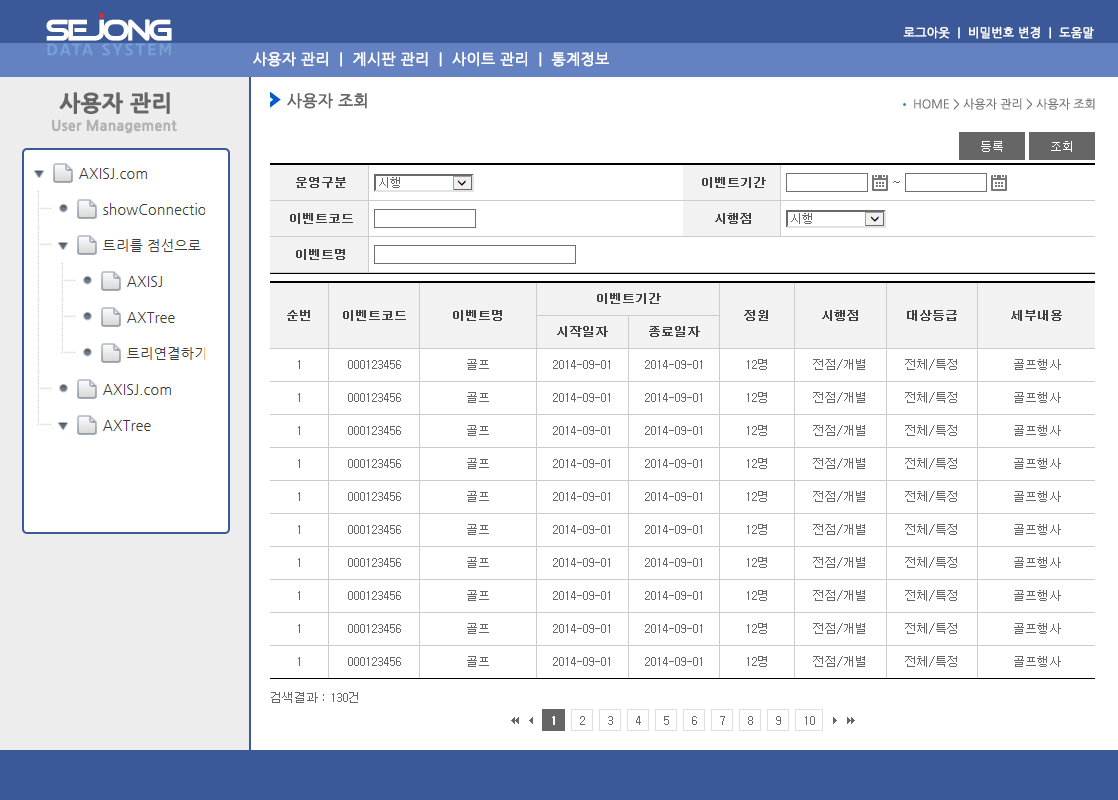 SEJONG
DATA SYSTEM
로그아웃 | 비밀번호 변경 | 도움말
사용자 관리 | 게시판 관리 | 사이트 관리 | 통계정보
사용자 관리
User Management
AXISJ.com
showConnectio
트리를 점선으로
AXISJ
AXTree
트리연결하기
AXISJ.com
AXTree
사용자 조회
HOME > 사용자 관리 > 사용자 조회
등록 조회
운영구분 시행 이벤트기간 ~
이벤트코드 시행점 시행
이벤트명
순번 이벤트코드 이벤트명 이벤트기간 정원 시행점 대상등급 세부내용
시작일자 종료일자
1 000123456 골프 2014-09-01 2014-09-01 12명 전점/개별 전체/특정 골프행사
1 000123456 골프 2014-09-01 2014-09-01 12명 전점/개별 전체/특정 골프행사
1 000123456 골프 2014-09-01 2014-09-01 12명 전점/개별 전체/특정 골프행사
1 000123456 골프 2014-09-01 2014-09-01 12명 전점/개별 전체/특정 골프행사
1 000123456 골프 2014-09-01 2014-09-01 12명 전점/개별 전체/특정 골프행사
1 000123456 골프 2014-09-01 2014-09-01 12명 전점/개별 전체/특정 골프행사
1 000123456 골프 2014-09-01 2014-09-01 12명 전점/개별 전체/특정 골프행사
1 000123456 골프 2014-09-01 2014-09-01 12명 전점/개별 전체/특정 골프행사
1 000123456 골프 2014-09-01 2014-09-01 12명 전점/개별 전체/특정 골프행사
1 000123456 골프 2014-09-01 2014-09-01 12명 전점/개별 전체/특정 골프행사
검색결과 : 130건
1 2 3 4 5 6 7 8 9 10